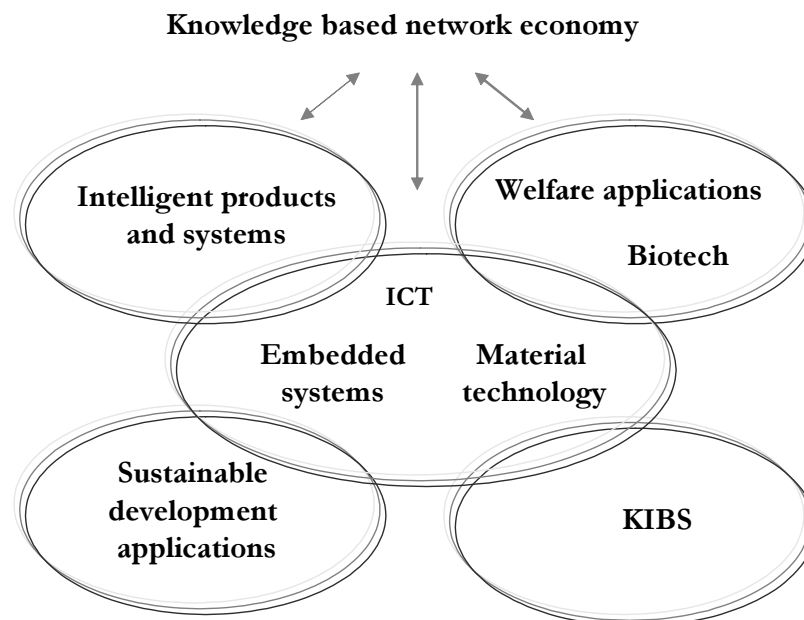 Knowledge based network economy
Intelligent products
and systems
Welfare applications
Biotech
ICT
Embedded
systems
Material
technology
Sustainable
development
applications
KIBS